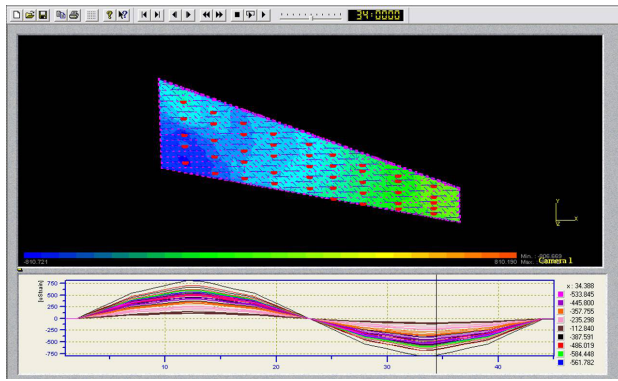 34:0000
Min. : -806.669
-810.721
810.190
Max.
Camera 1
Y
X
Z
[µStrain]
750
500
250
0
-250
-500
-750
10
20
30
40
x : 34.388
-533.845
-445.800
-357.755
-235.298
-112.840
-387.591
-486.019
-584.448
-561.782